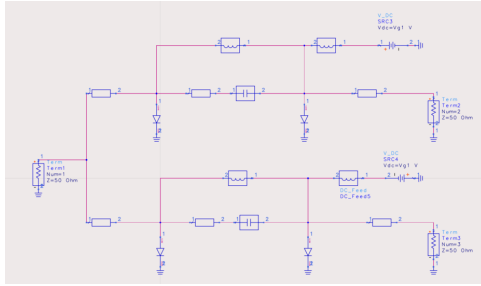 V_DC
SRC3
Vdc=Vg1 V
Term
Term2
Num=2
Z=50 Ohm
Term
Term1
Num=1
Z=50 Ohm
V_DC
SRC4
Vdc=Vg1 V
DC_Feed
DC_Feed5
Term
Term3
Num=3
Z=50 Ohm